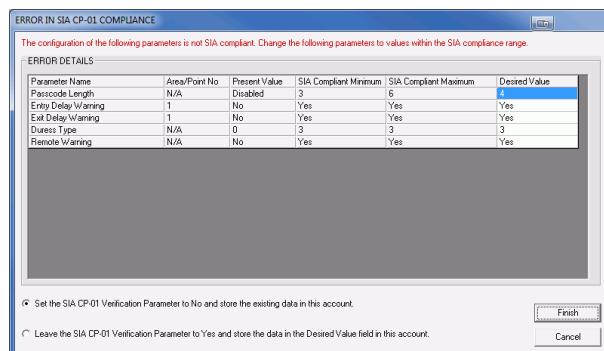 ERROR IN SIA CP-01 COMPLIANCE
The configuration of the following parameters is not SIA compliant. Change the following parameters to values within the SIA compliance range.
ERROR DETAILS
Parameter Name Area/Point No Present Value SIA Compliant Minimum SIA Compliant Maximum Desired Value
Passcode Length N/A Disabled 3 6 4
Entry Delay Warning 1 No Yes Yes Yes
Exit Delay Warning 1 No Yes Yes Yes
Duress Type N/A 0 3 3 3
Remote Warning N/A No Yes Yes Yes
Set the SIA CP-01 Verification Parameter to No and store the existing data in this account.
Finish
Leave the SIA CP-01 Verification Parameter to Yes and store the data in the Desired Value field in this account.
Cancel